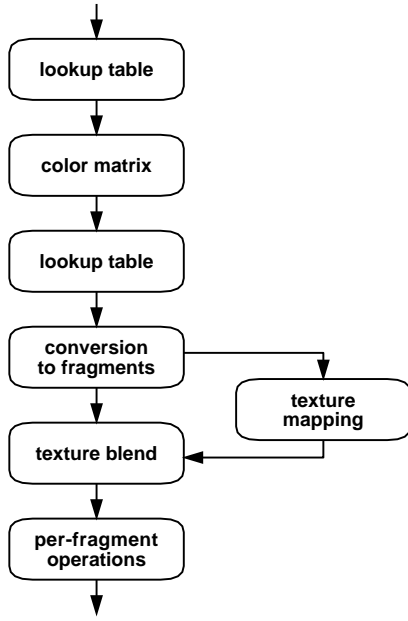 lookup table
color matrix
lookup table
conversion
to fragments
texture
mapping
texture blend
per-fragment
operations